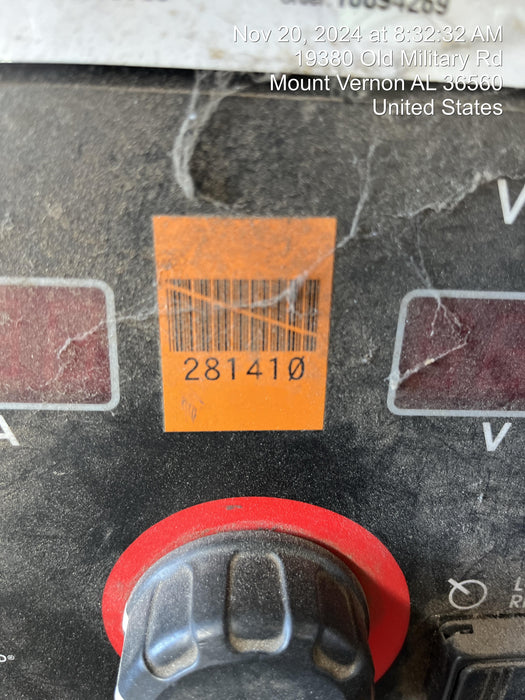 Nov 20, 2024 at 8:32:32 AM
19380 Old Military Rd
Mount Vernon AL 36560
United States
V
281410
A
V